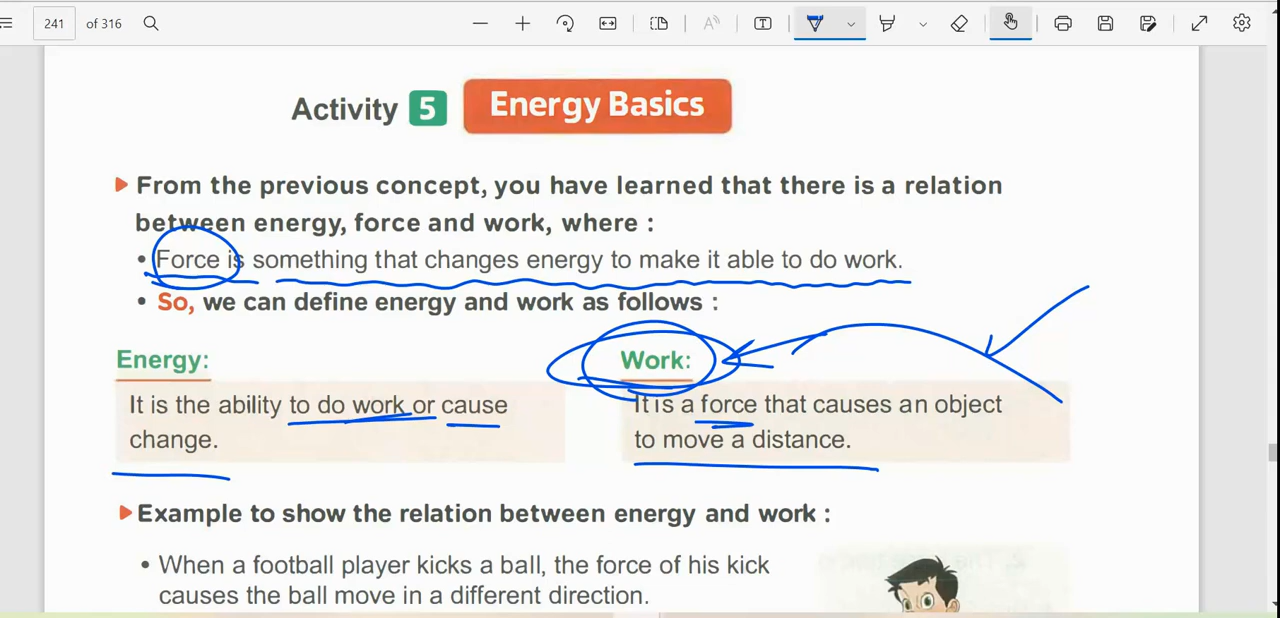 241 of 316
Activity 5 Energy Basics
From the previous concept, you have learned that there is a relation
between energy, force and work, where :
• Force is something that changes energy to make it able to do work.
• So, we can define energy and work as follows :
Energy:
It is the ability to do work or cause
change.
Work:
It is a force that causes an object
to move a distance.
Example to show the relation between energy and work :
• When a football player kicks a ball, the force of his kick
causes the ball move in a different direction.